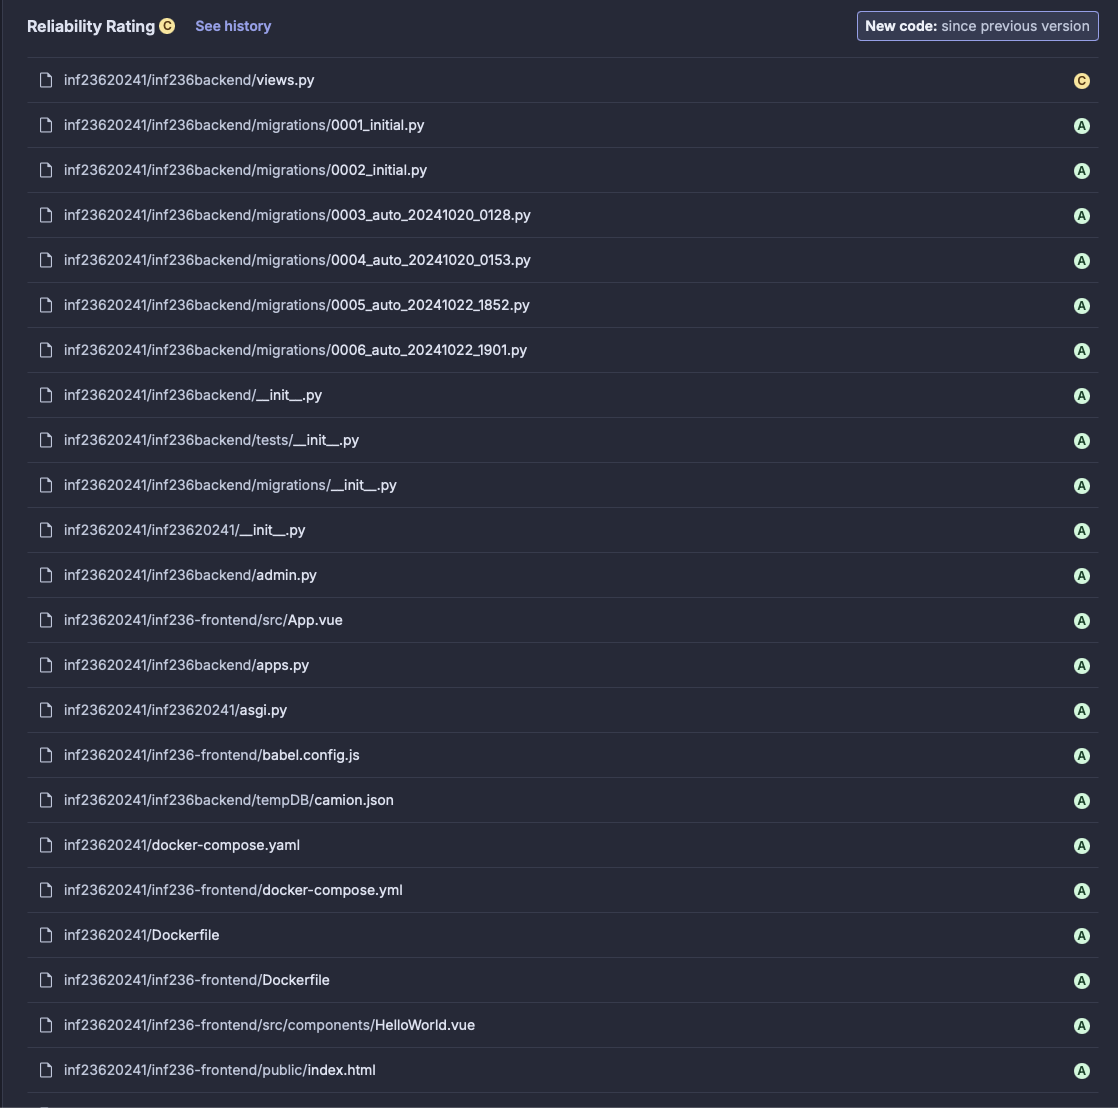 Reliability Rating C See history New code: since previous version
inf23620241/inf236backend/views.py C
inf23620241/inf236backend/migrations/0001_initial.py A
inf23620241/inf236backend/migrations/0002_initial.py A
inf23620241/inf236backend/migrations/0003_auto_20241020_0128.py A
inf23620241/inf236backend/migrations/0004_auto_20241020_0153.py A
inf23620241/inf236backend/migrations/0005_auto_20241022_1852.py A
inf23620241/inf236backend/migrations/0006_auto_20241022_1901.py A
inf23620241/inf236backend/__init__.py A
inf23620241/inf236backend/tests/__init__.py A
inf23620241/inf236backend/migrations/__init__.py A
inf23620241/inf23620241/__init__.py A
inf23620241/inf236backend/admin.py A
inf23620241/inf236-frontend/src/App.vue A
inf23620241/inf236backend/apps.py A
inf23620241/inf23620241/asgi.py A
inf23620241/inf236-frontend/babel.config.js A
inf23620241/inf236backend/tempDB/camion.json A
inf23620241/docker-compose.yaml A
inf23620241/inf236-frontend/docker-compose.yml A
inf23620241/Dockerfile A
inf23620241/inf236-frontend/Dockerfile A
inf23620241/inf236-frontend/src/components/HelloWorld.vue A
inf23620241/inf236-frontend/public/index.html A